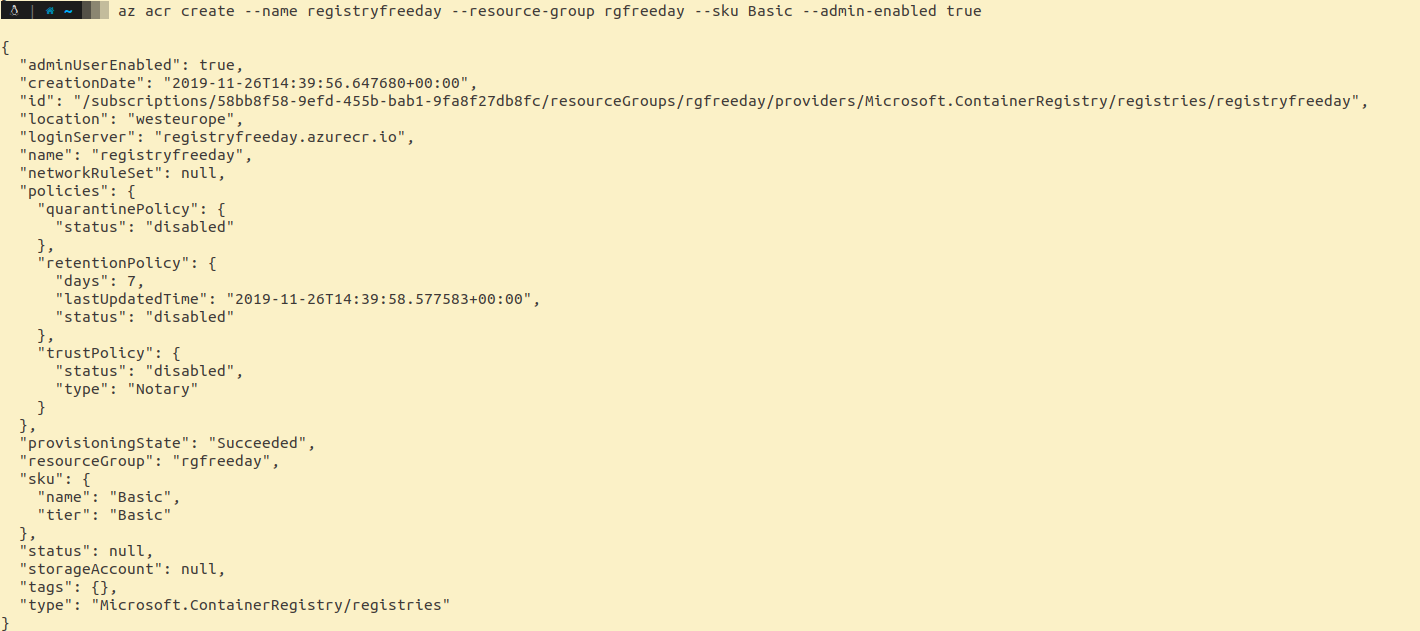 ~ az acr create --name registryfreeday --resource-group rgfreeday --sku Basic --admin-enabled true
{
  "adminUserEnabled": true,
  "creationDate": "2019-11-26T14:39:56.647680+00:00",
  "id": "/subscriptions/58bb8f58-9efd-455b-bab1-9fa8f27db8fc/resourceGroups/rgfreeday/providers/Microsoft.ContainerRegistry/registries/registryfreeday",
  "location": "westeurope",
  "loginServer": "registryfreeday.azurecr.io",
  "name": "registryfreeday",
  "networkRuleSet": null,
  "policies": {
    "quarantinePolicy": {
      "status": "disabled"
    },
    "retentionPolicy": {
      "days": 7,
      "lastUpdatedTime": "2019-11-26T14:39:58.577583+00:00",
      "status": "disabled"
    },
    "trustPolicy": {
      "status": "disabled",
      "type": "Notary"
    }
  },
  "provisioningState": "Succeeded",
  "resourceGroup": "rgfreeday",
  "sku": {
    "name": "Basic",
    "tier": "Basic"
  },
  "status": null,
  "storageAccount": null,
  "tags": {},
  "type": "Microsoft.ContainerRegistry/registries"
}